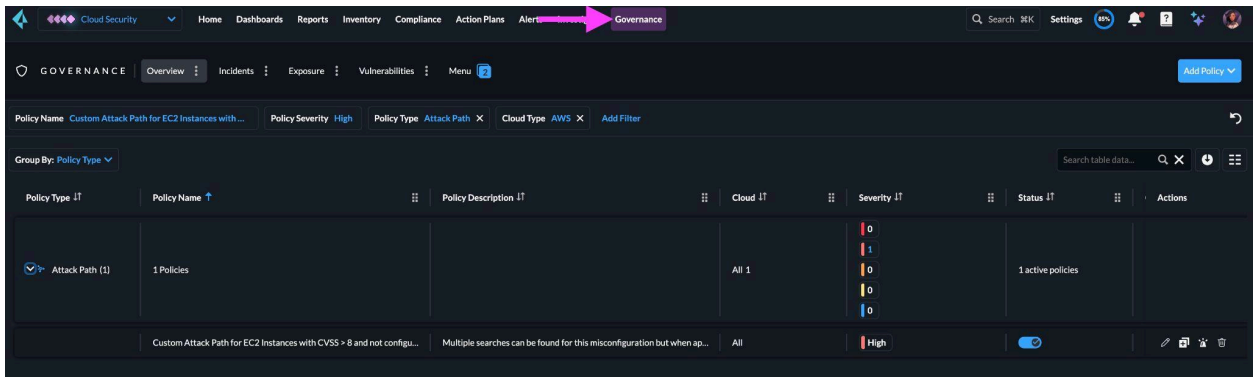 Cloud Security Home Dashboards Reports Inventory Compliance Action Plans Governance Search ⌘K Settings 85% ?
GOVERNANCE Overview Incidents Exposure Vulnerabilities Menu 2 Add Policy
Policy Name Custom Attack Path for EC2 Instances with ... Policy Severity High Policy Type Attack Path X Cloud Type AWS X Add Filter
Group By: Policy Type Search table data...
Policy Type Policy Name Policy Description Cloud Severity Status Actions
0
1
Attack Path (1) 1 Policies All 1 0 1 active policies
0
0
Custom Attack Path for EC2 Instances with CVSS > 8 and not configu... Multiple searches can be found for this misconfiguration but when ap... All High